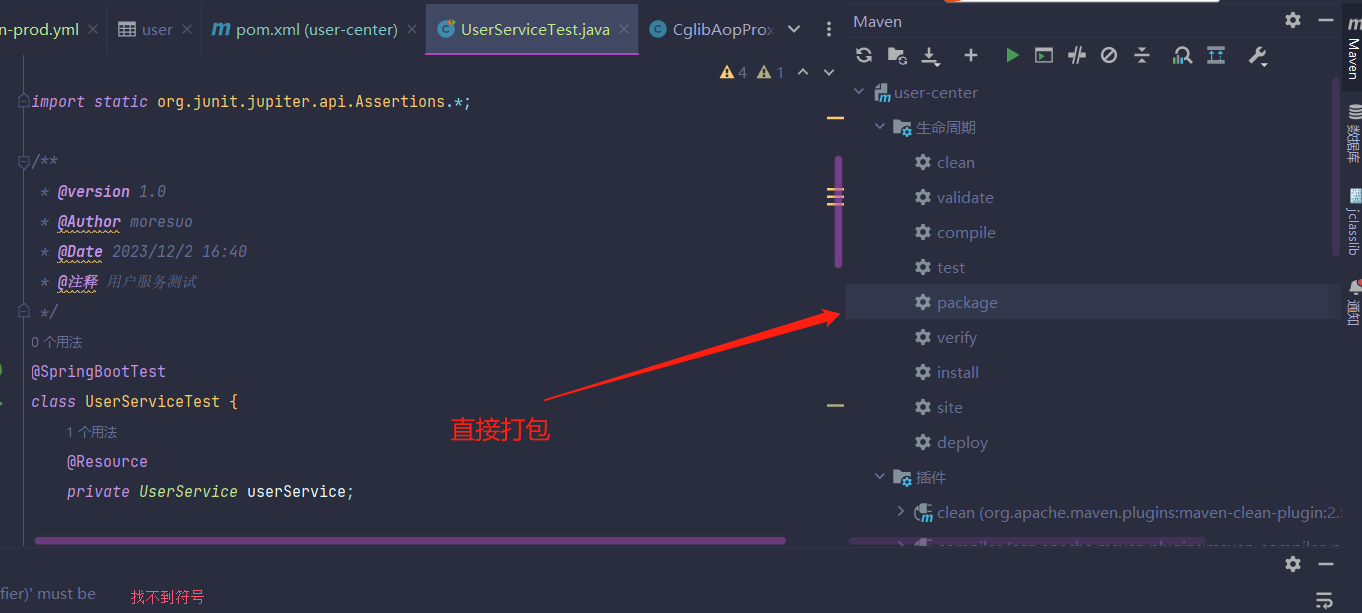 n-prod.yml
user
pom.xml (user-center)
UserServiceTest.java
CglibAopProx
Maven
4 1
import static org.junit.jupiter.api.Assertions.*;
/**
* @version 1.0
* @Author moresuo
* @Date 2023/12/2 16:40
* @注释 用户服务测试
*/
0 个用法
@SpringBootTest
class UserServiceTest {
1 个用法
@Resource
private UserService userService;
直接打包
user-center
生命周期
clean
validate
compile
test
package
verify
install
site
deploy
插件
clean (org.apache.maven.plugins:maven-clean-plugin:2.
Maven
数据库
jclasslib
通知
fier)' must be
找不到符号